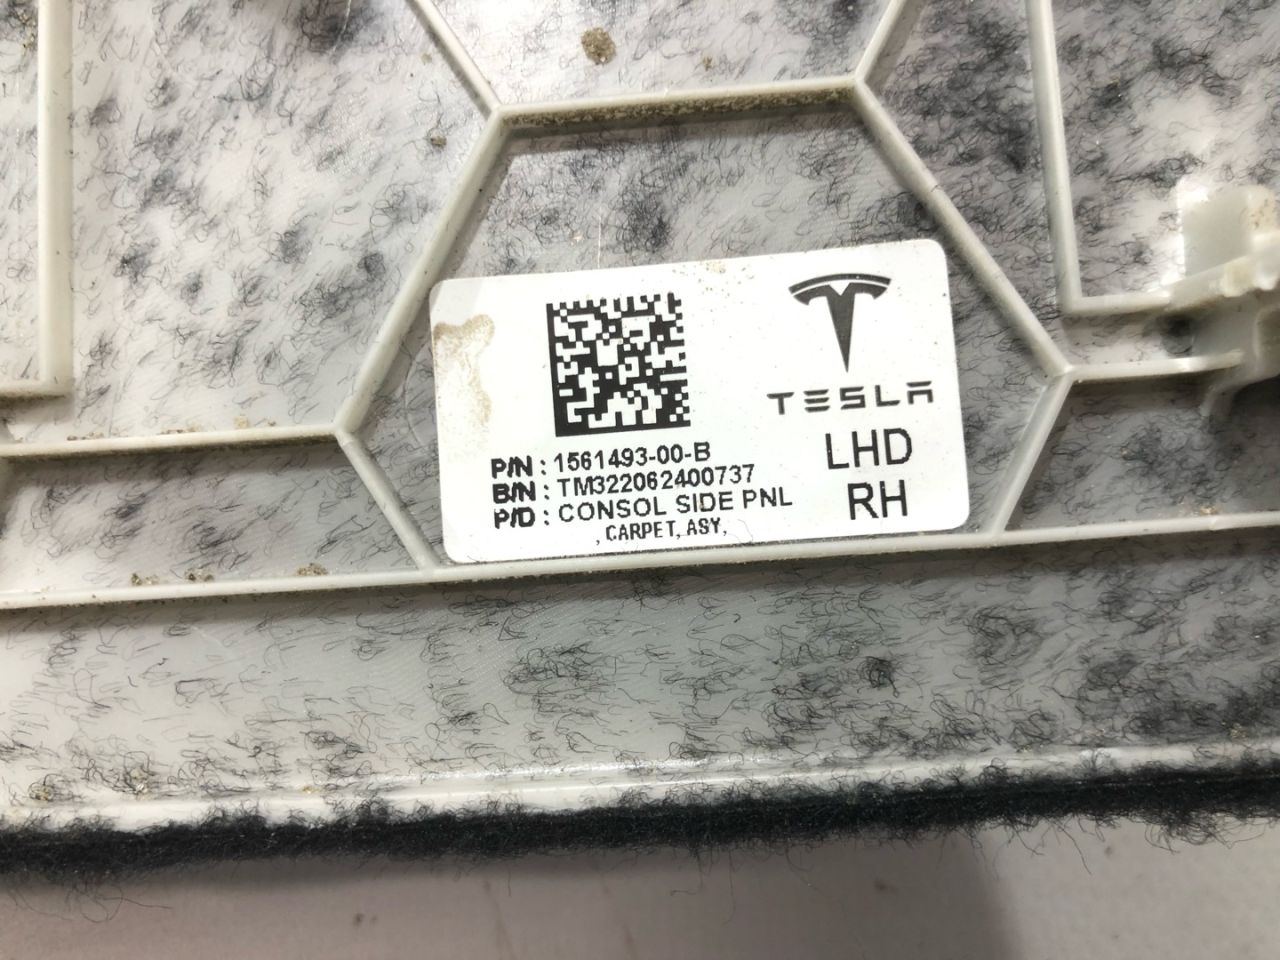 TESLA
LHD
RH
P/N : 1561493-00-B
B/N : TM322062400737
P/D : CONSOL SIDE PNL
, CARPET, ASY,